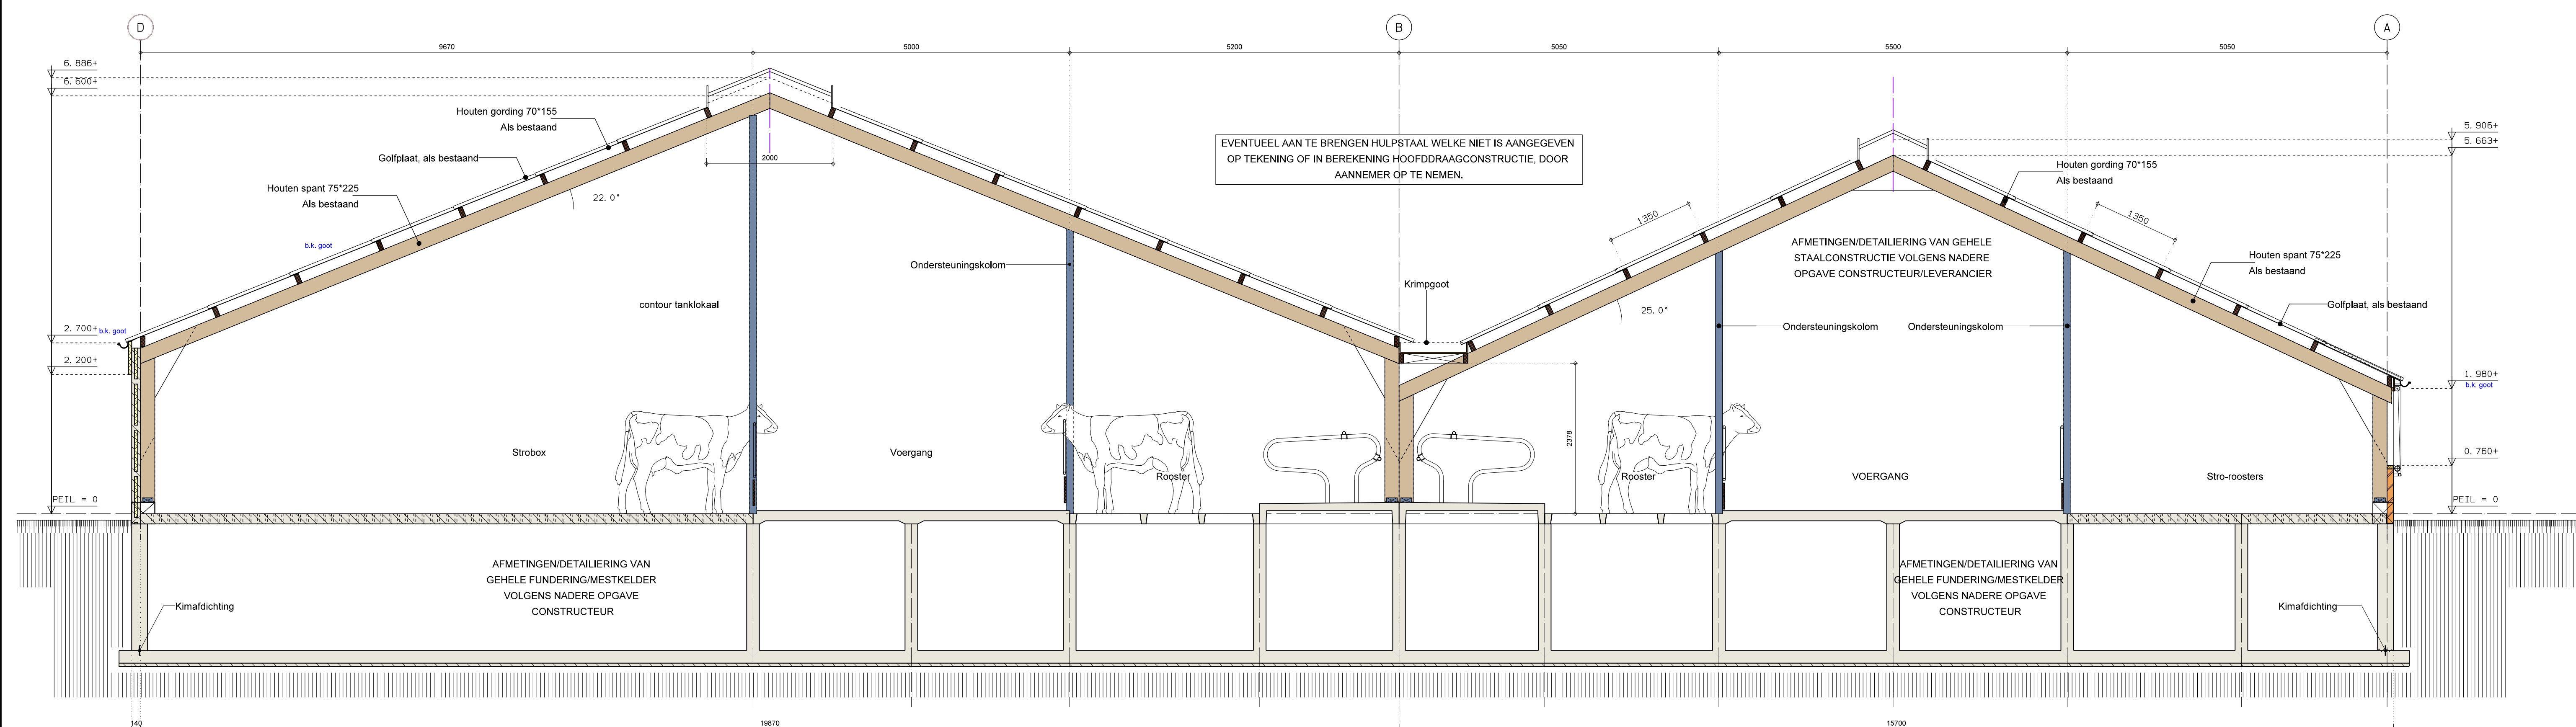 D
B
A
9670
5000
5200
5050
5500
5050
6.886+
6.600+
Houten gording 70*155
Als bestaand
Golfplaat, als bestaand
Houten spant 75*225
Als bestaand
22.0°
2000
b.k. goot
EVENTUEEL AAN TE BRENGEN HULPSTAAL WELKE NIET IS AANGEGEVEN
OP TEKENING OF IN BEREKENING HOOFDDRAAGCONSTRUCTIE, DOOR
AANNEMER OP TE NEMEN.
5.906+
5.663+
Houten gording 70*155
Als bestaand
1350
1350
AFMETINGEN/DETAILIERING VAN GEHELE
STAALCONSTRUCTIE VOLGENS NADERE
OPGAVE CONSTRUCTEUR/LEVERANCIER
Houten spant 75*225
Als bestaand
Ondersteuningskolom
contour tanklokaal
Krimpgoot
25.0°
Golfplaat, als bestaand
Ondersteuningskolom
Ondersteuningskolom
2.700+
b.k. goot
2.200+
1.980+
b.k. goot
2378
Strobox
Voergang
Rooster
Rooster
VOERGANG
Stro-roosters
0.760+
PEIL = 0
PEIL = 0
AFMETINGEN/DETAILIERING VAN
GEHELE FUNDERING/MESTKELDER
VOLGENS NADERE OPGAVE
CONSTRUCTEUR
AFMETINGEN/DETAILIERING VAN
GEHELE FUNDERING/MESTKELDER
VOLGENS NADERE OPGAVE
CONSTRUCTEUR
Kimafdichting
Kimafdichting
140
19870
15700